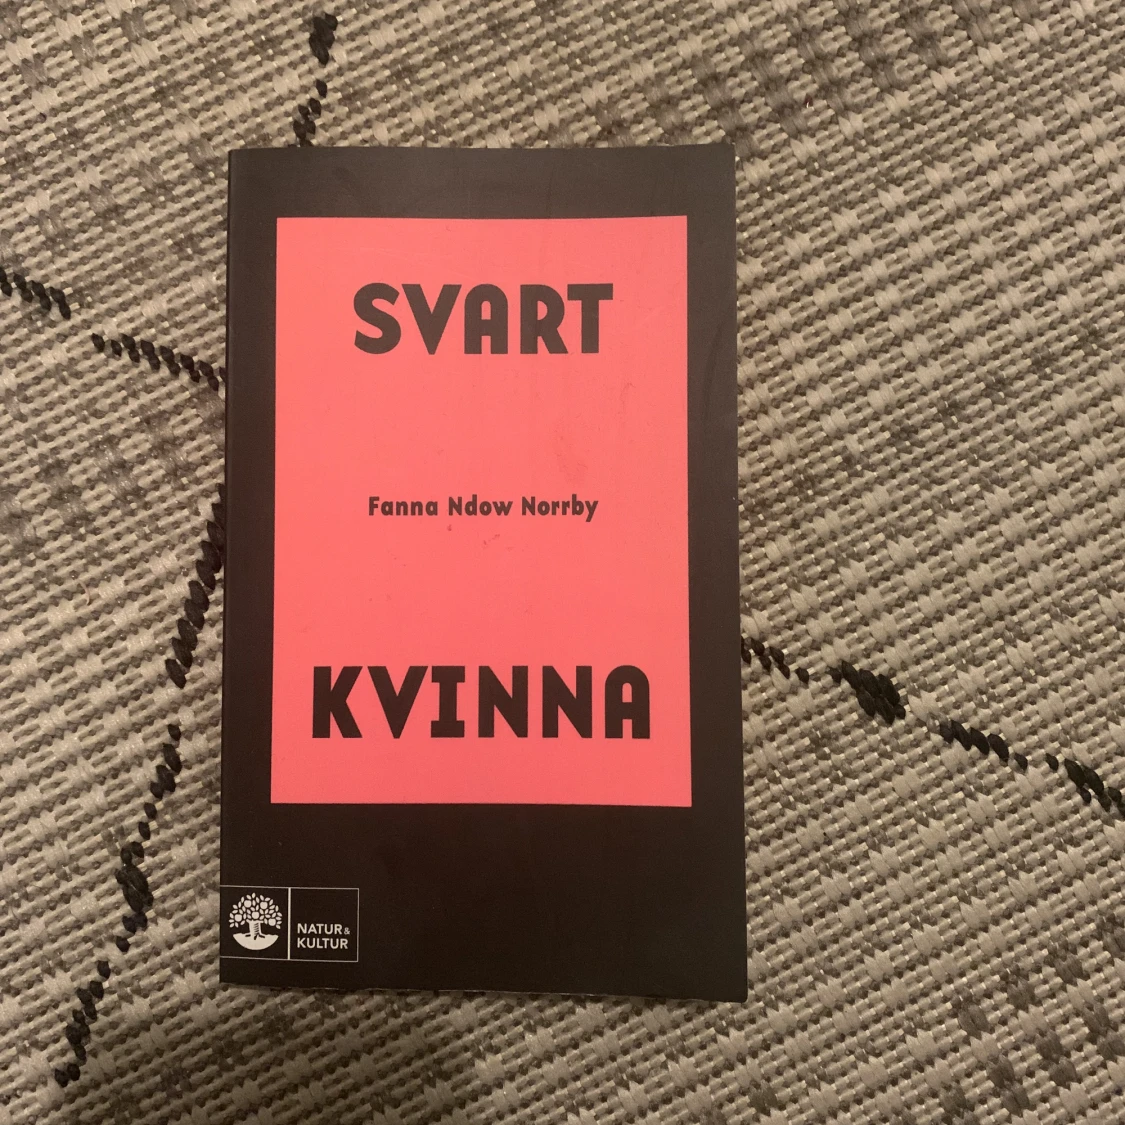 SVART
Fanna Ndow Norrby
KVINNA
NATUR&
KULTUR